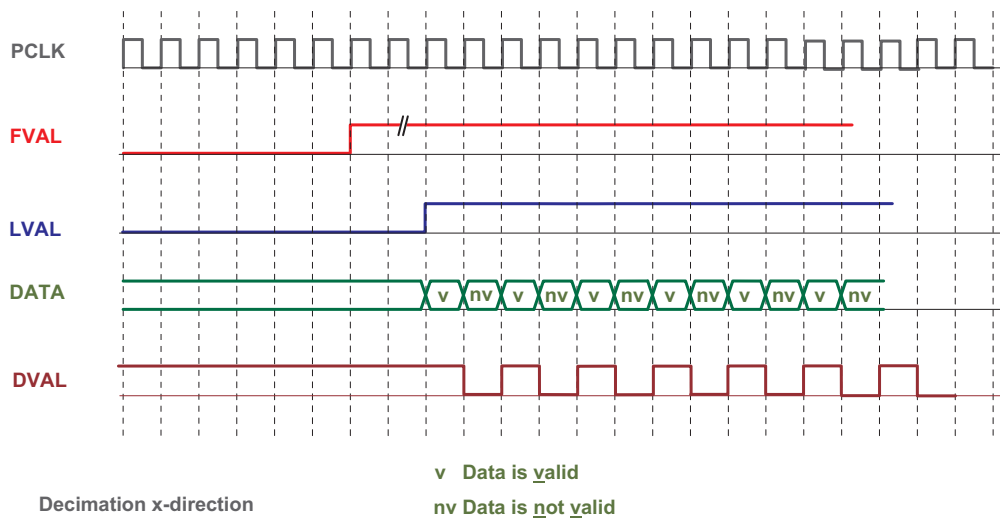 PCLK
FVAL
//
LVAL
DATA
v nv v nv v nv v nv v nv v nv
DVAL
v Data is valid
Decimation x-direction
nv Data is not valid